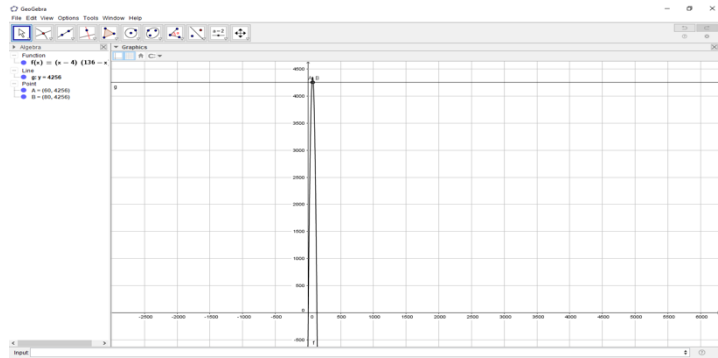 GeoGebra
File Edit View Options Tools Window Help
a=2
Algebra
Graphics
Function
f(x) = (x − 4) (136 − x
Line
g: y = 4256
Point
A = (60, 4256)
B = (80, 4256)
g
B
4500
4000
3500
3000
2500
2000
1500
1000
500
0
-2500 -2000 -1500 -1000 -500 0 500 1000 1500 2000 2500 3000 3500 4000 4500 5000 5500 6000
-500
f
Input: